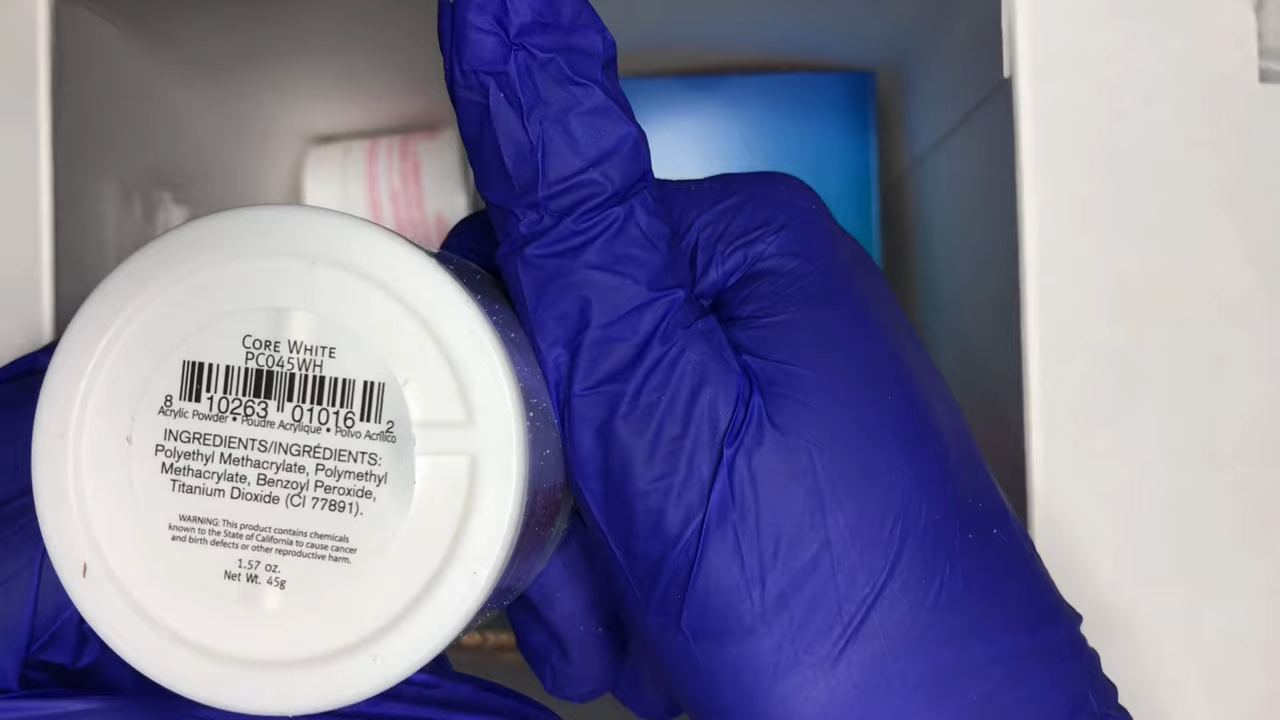 CORE WHITE
PC045WH
8 10263 01016 2
Acrylic Powder • Poudre Acrylique • Polvo Acrílico
INGREDIENTS/INGRÉDIENTS:
Polyethyl Methacrylate, Polymethyl
Methacrylate, Benzoyl Peroxide,
Titanium Dioxide (CI 77891).
WARNING: This product contains chemicals
known to the State of California to cause cancer
and birth defects or other reproductive harm.
1.57 oz.
Net Wt. 45g